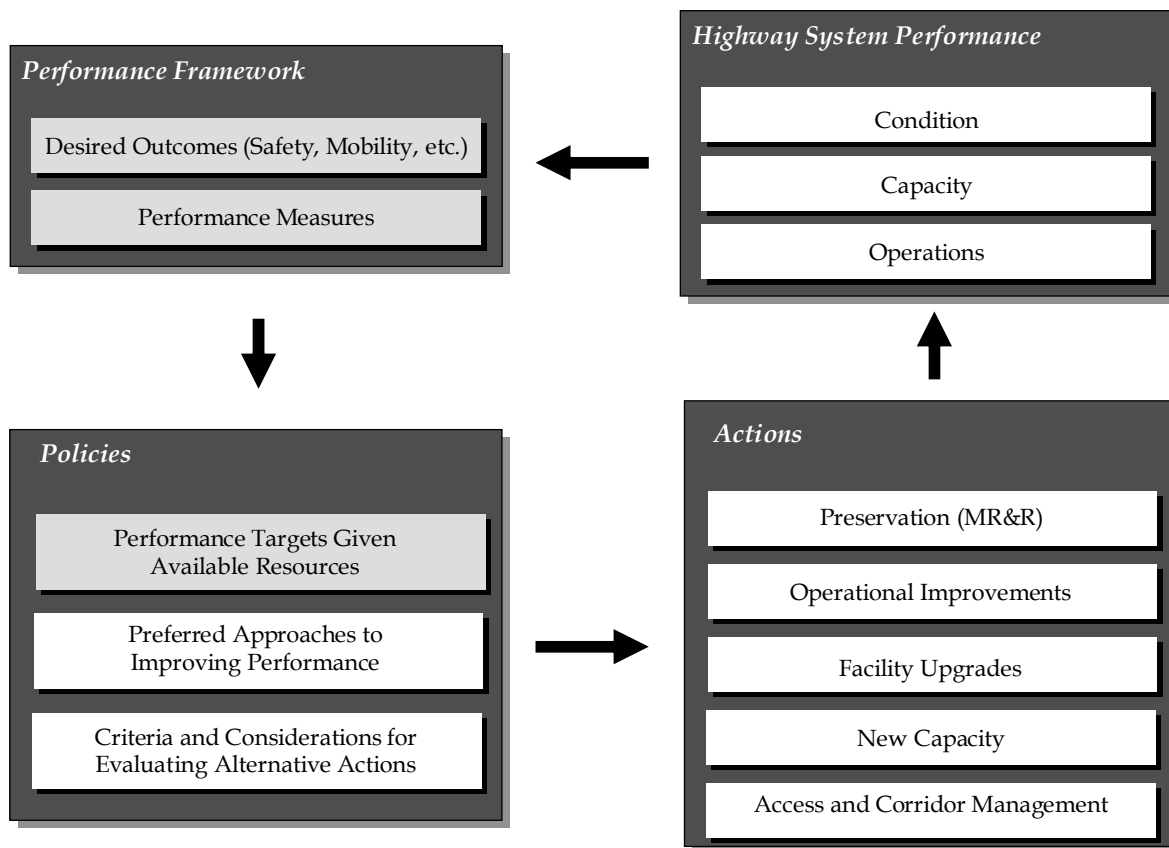 Performance Framework
Desired Outcomes (Safety, Mobility, etc.)
Performance Measures
Highway System Performance
Condition
Capacity
Operations
Policies
Performance Targets Given
Available Resources
Preferred Approaches to
Improving Performance
Criteria and Considerations for
Evaluating Alternative Actions
Actions
Preservation (MR&R)
Operational Improvements
Facility Upgrades
New Capacity
Access and Corridor Management